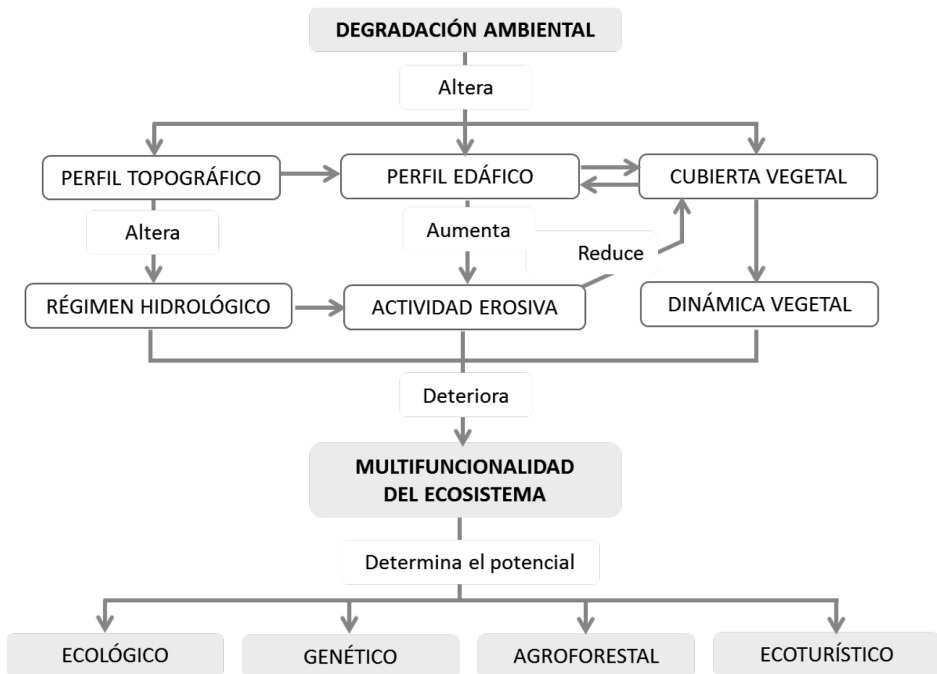 DEGRADACIÓN AMBIENTAL
Altera
PERFIL TOPOGRÁFICO
PERFIL EDÁFICO
CUBIERTA VEGETAL
Altera
Aumenta
Reduce
RÉGIMEN HIDROLÓGICO
ACTIVIDAD EROSIVA
DINÁMICA VEGETAL
Deteriora
MULTIFUNCIONALIDAD
DEL ECOSISTEMA
Determina el potencial
ECOLÓGICO
GENÉTICO
AGROFORESTAL
ECOTURÍSTICO